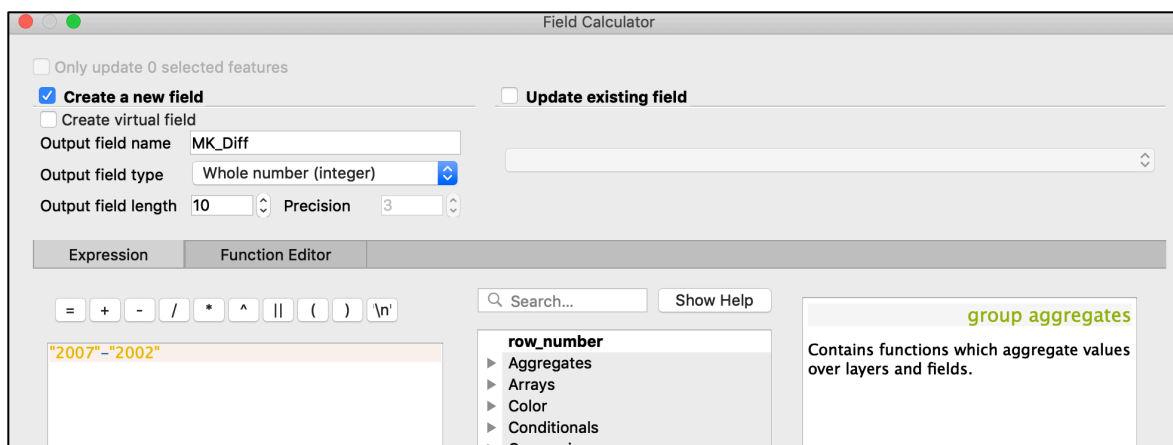 Field Calculator
Only update 0 selected features
Create a new field
Update existing field
Create virtual field
Output field name MK_Diff
Output field type Whole number (integer)
Output field length 10 Precision 3
Expression Function Editor
= + - / * ^ || ( ) '\n'
Search... Show Help
"2007"-"2002"
row_number
Aggregates
Arrays
Color
Conditionals
group aggregates
Contains functions which aggregate values
over layers and fields.